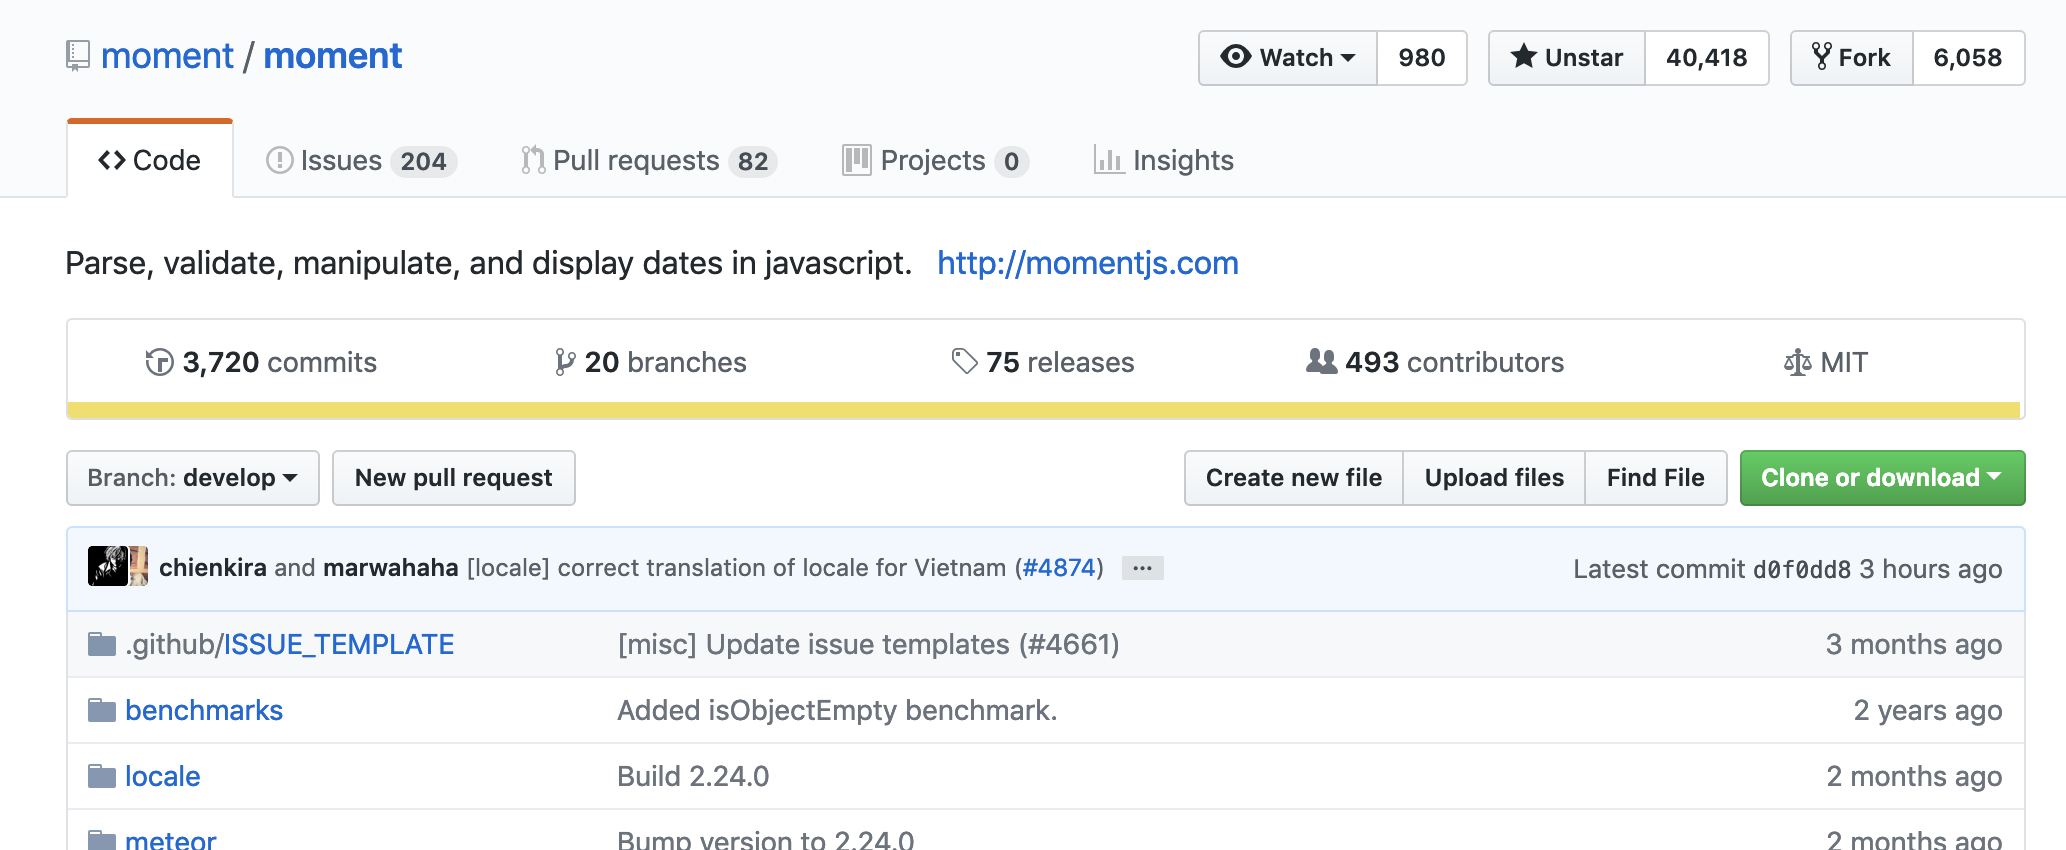 moment / moment Watch 980 Unstar 40,418 Fork 6,058
Code Issues 204 Pull requests 82 Projects 0 Insights
Parse, validate, manipulate, and display dates in javascript. http://momentjs.com
3,720 commits 20 branches 75 releases 493 contributors MIT
Branch: develop New pull request Create new file Upload files Find File Clone or download
chienkira and marwahaha [locale] correct translation of locale for Vietnam (#4874) ... Latest commit d0f0dd8 3 hours ago
.github/ISSUE_TEMPLATE [misc] Update issue templates (#4661) 3 months ago
benchmarks Added isObjectEmpty benchmark. 2 years ago
locale Build 2.24.0 2 months ago
meteor Bump version to 2.24.0 2 months ago